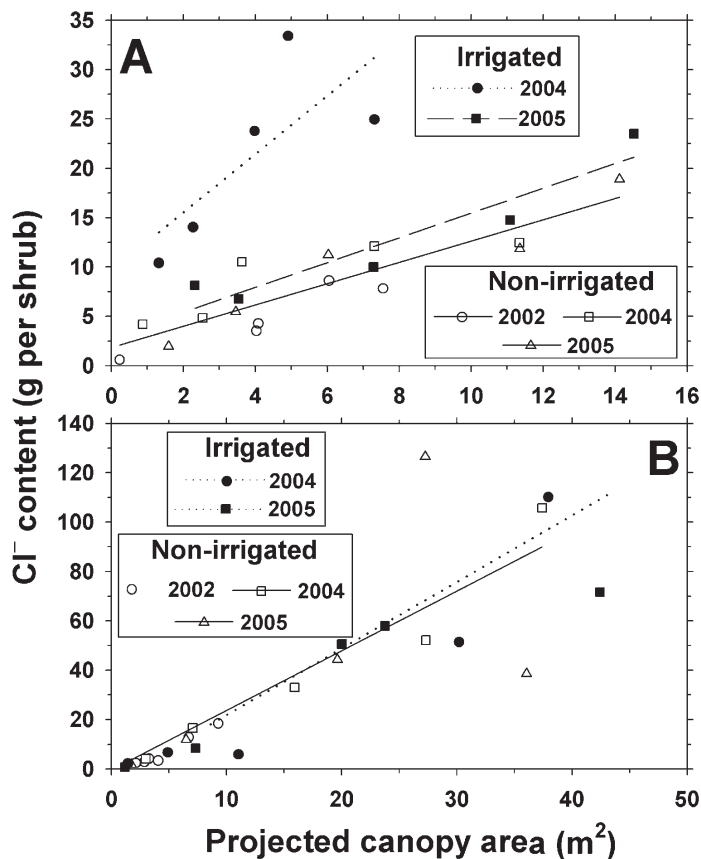 35
30
25
20
15
10
5
0
A
Irrigated
2004
2005
Non-irrigated
2002 2004
2005
0 2 4 6 8 10 12 14 16
Cl⁻ content (g per shrub)
140
120
100
80
60
40
20
0
B
Irrigated
2004
2005
Non-irrigated
2002 2004
2005
0 10 20 30 40 50
Projected canopy area (m²)